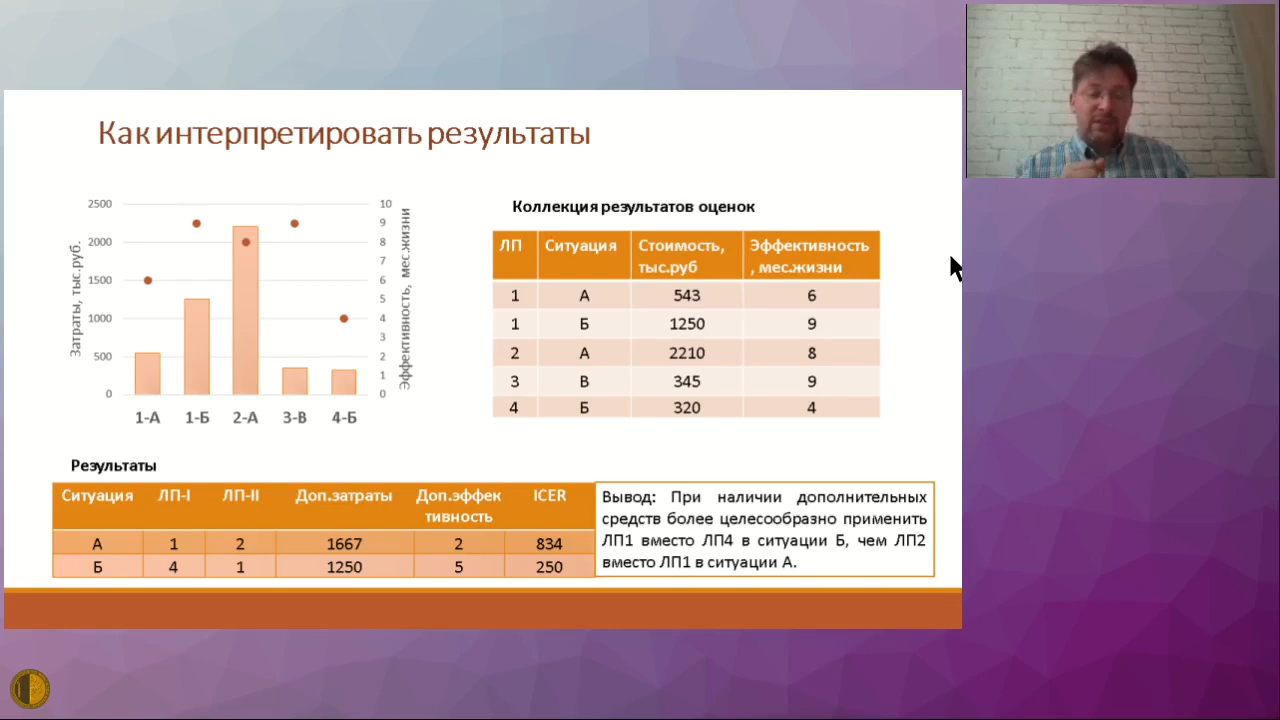 Как интерпретировать результаты
Затраты, тыс.руб.
2500
2000
1500
1000
500
0
10
9
8
7
6
5
4
3
2
1
0
Эффективность, мес.жизни
1-А 1-Б 2-А 3-В 4-Б
Коллекция результатов оценок
ЛП Ситуация Стоимость, Эффективность
тыс.руб , мес.жизни
1 А 543 6
1 Б 1250 9
2 А 2210 8
3 В 345 9
4 Б 320 4
Результаты
Ситуация ЛП-I ЛП-II Доп.затраты Доп.эффек ICER
тивность
А 1 2 1667 2 834
Б 4 1 1250 5 250
Вывод: При наличии дополнительных
средств более целесообразно применить
ЛП1 вместо ЛП4 в ситуации Б, чем ЛП2
вместо ЛП1 в ситуации А.